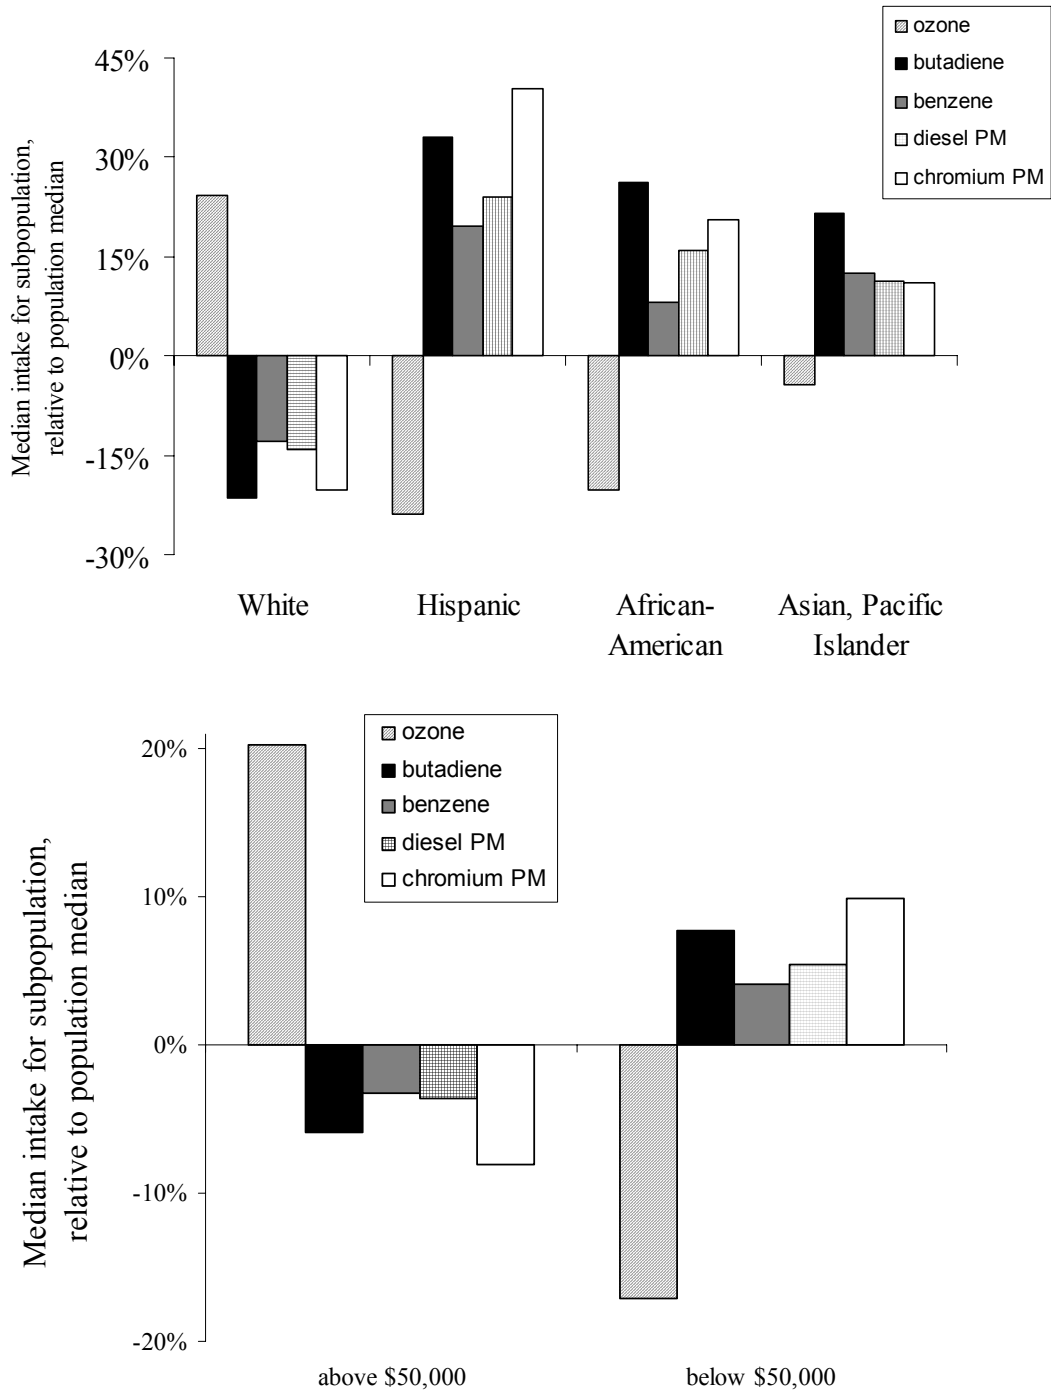 ozone
butadiene
benzene
diesel PM
chromium PM
Median intake for subpopulation,
relative to population median
45%
30%
15%
0%
-15%
-30%
White
Hispanic
African-
American
Asian, Pacific
Islander
ozone
butadiene
benzene
diesel PM
chromium PM
Median intake for subpopulation,
relative to population median
20%
10%
0%
-10%
-20%
above $50,000
below $50,000